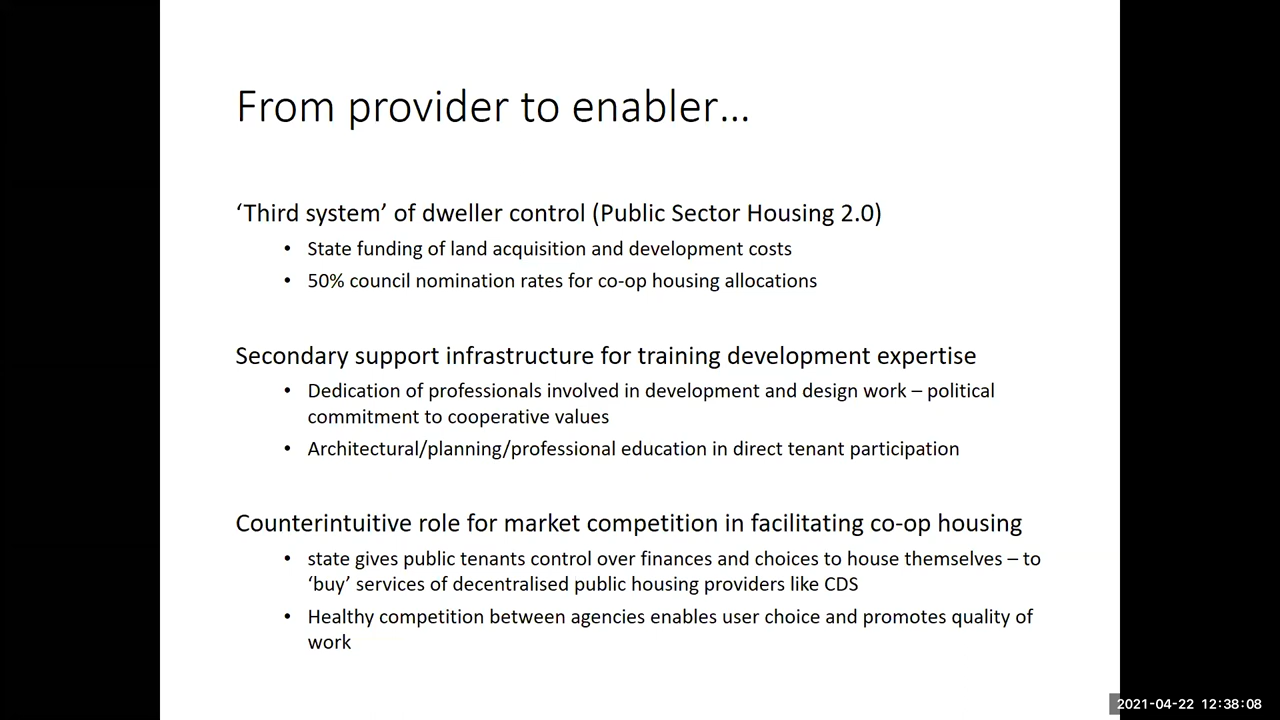 From provider to enabler...
‘Third system’ of dweller control (Public Sector Housing 2.0)
• State funding of land acquisition and development costs
• 50% council nomination rates for co-op housing allocations
Secondary support infrastructure for training development expertise
• Dedication of professionals involved in development and design work – political
commitment to cooperative values
• Architectural/planning/professional education in direct tenant participation
Counterintuitive role for market competition in facilitating co-op housing
• state gives public tenants control over finances and choices to house themselves – to
‘buy’ services of decentralised public housing providers like CDS
• Healthy competition between agencies enables user choice and promotes quality of
work
2021-04-22 12:38:08